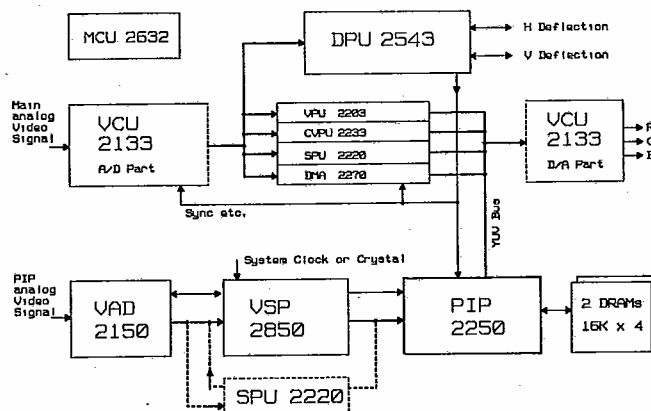 MCU 2632
DPU 2543
H Deflection
V Deflection
Main
analog
Video
Signal
VCU
2133
A/D Part
VPU 2203
CVPU 2233
SPU 2220
DMA 2270
VCU
2133
D/A Part
R
Sync etc.
YUV Bus
System Clock or Crystal
PIP
analog
Video
Signal
VAD
2150
VSP
2850
PIP
2250
2 DRAMs
16K x 4
SPU 2220